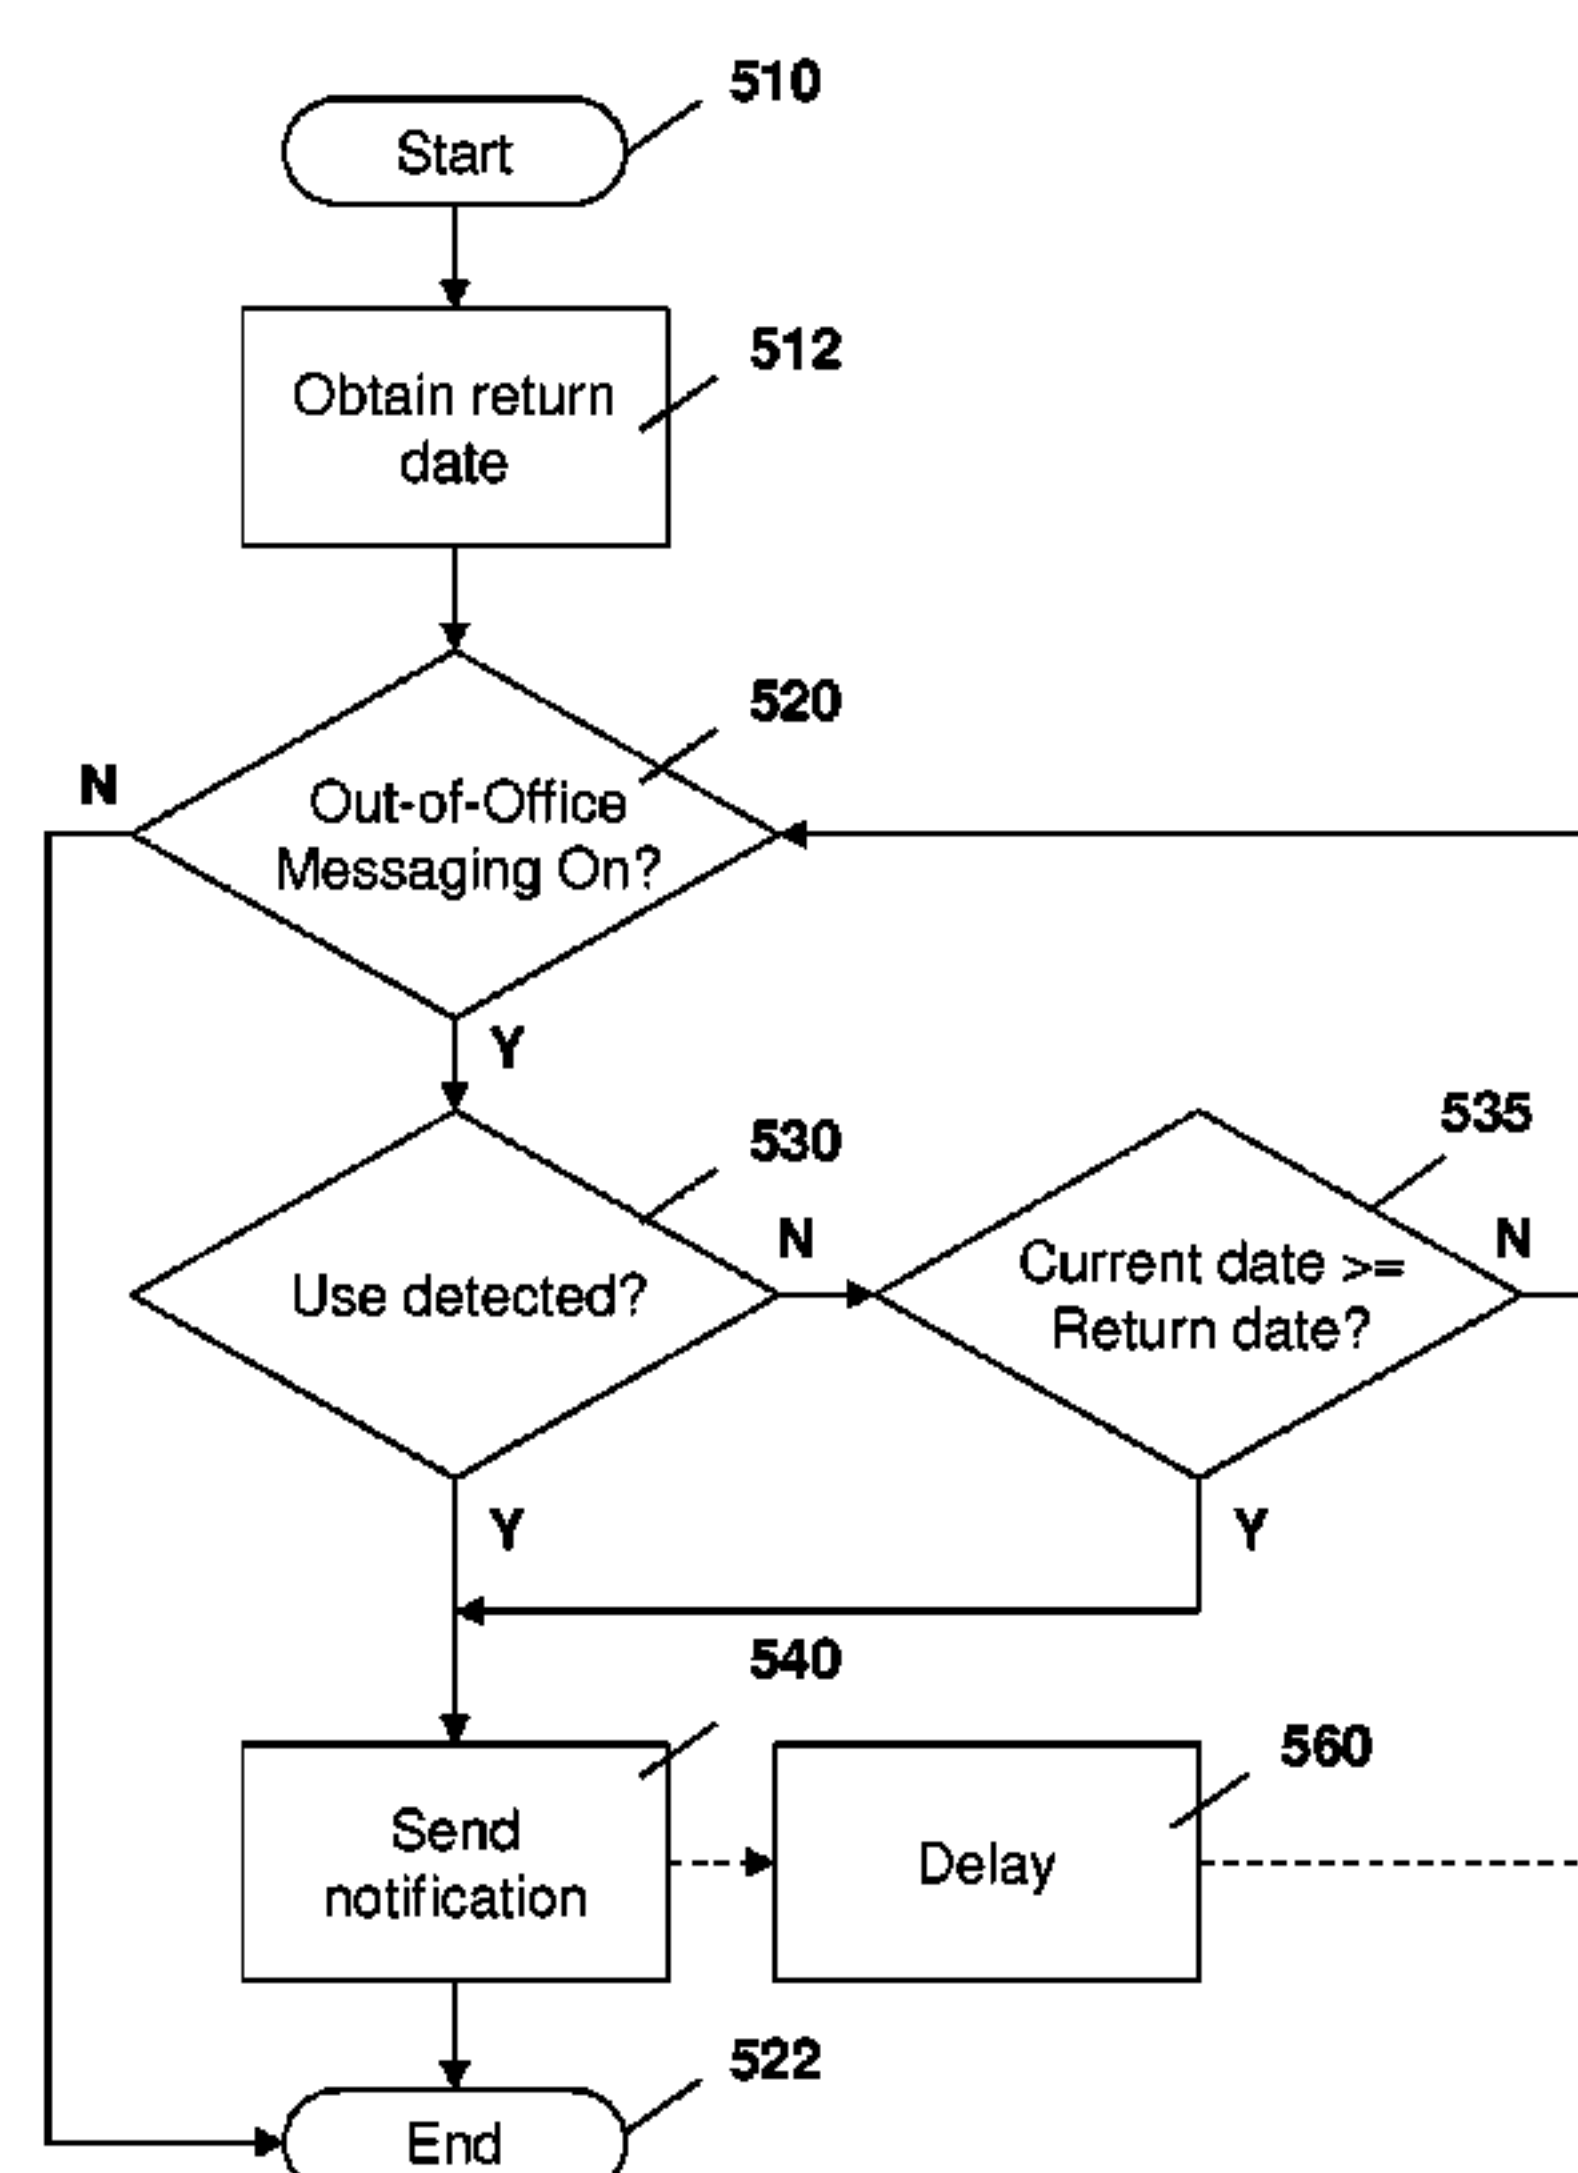 510
Start
512
Obtain return
date
520
N
Out-of-Office
Messaging On?
Y
530
535
N
N
Use detected?
Current date >=
Return date?
Y
Y
540
560
Send
notification
Delay
522
End